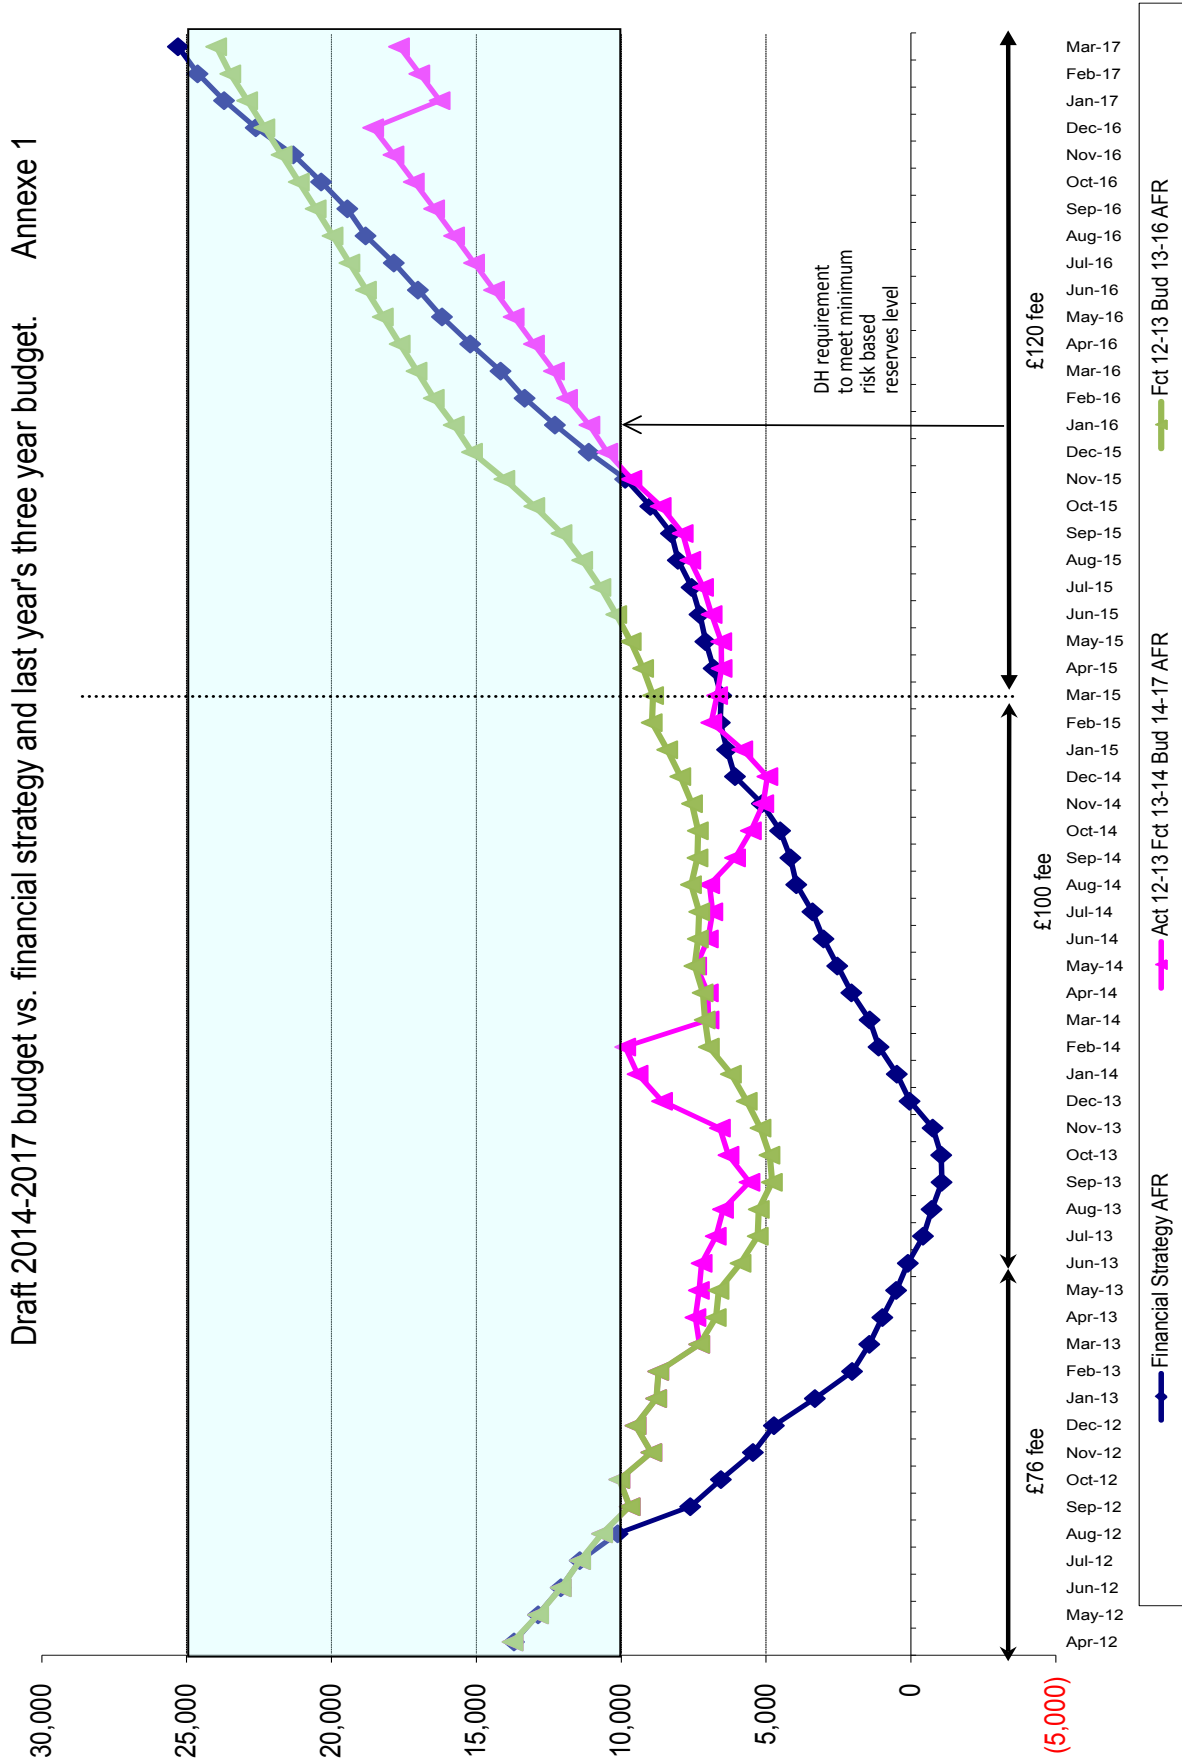 Draft 2014-2017 budget vs. financial strategy and last year's three year budget. Annexe 1
30,000
25,000
20,000
15,000
10,000
5,000
0
(5,000)
DH requirement
to meet minimum
risk based
reserves level
£76 fee
£100 fee
£120 fee
Apr-12
May-12
Jun-12
Jul-12
Aug-12
Sep-12
Oct-12
Nov-12
Dec-12
Jan-13
Feb-13
Mar-13
Apr-13
May-13
Jun-13
Jul-13
Aug-13
Sep-13
Oct-13
Nov-13
Dec-13
Jan-14
Feb-14
Mar-14
Apr-14
May-14
Jun-14
Jul-14
Aug-14
Sep-14
Oct-14
Nov-14
Dec-14
Jan-15
Feb-15
Mar-15
Apr-15
May-15
Jun-15
Jul-15
Aug-15
Sep-15
Oct-15
Nov-15
Dec-15
Jan-16
Feb-16
Mar-16
Apr-16
May-16
Jun-16
Jul-16
Aug-16
Sep-16
Oct-16
Nov-16
Dec-16
Jan-17
Feb-17
Mar-17
Financial Strategy AFR
Act 12-13 Fct 13-14 Bud 14-17 AFR
Fct 12-13 Bud 13-16 AFR